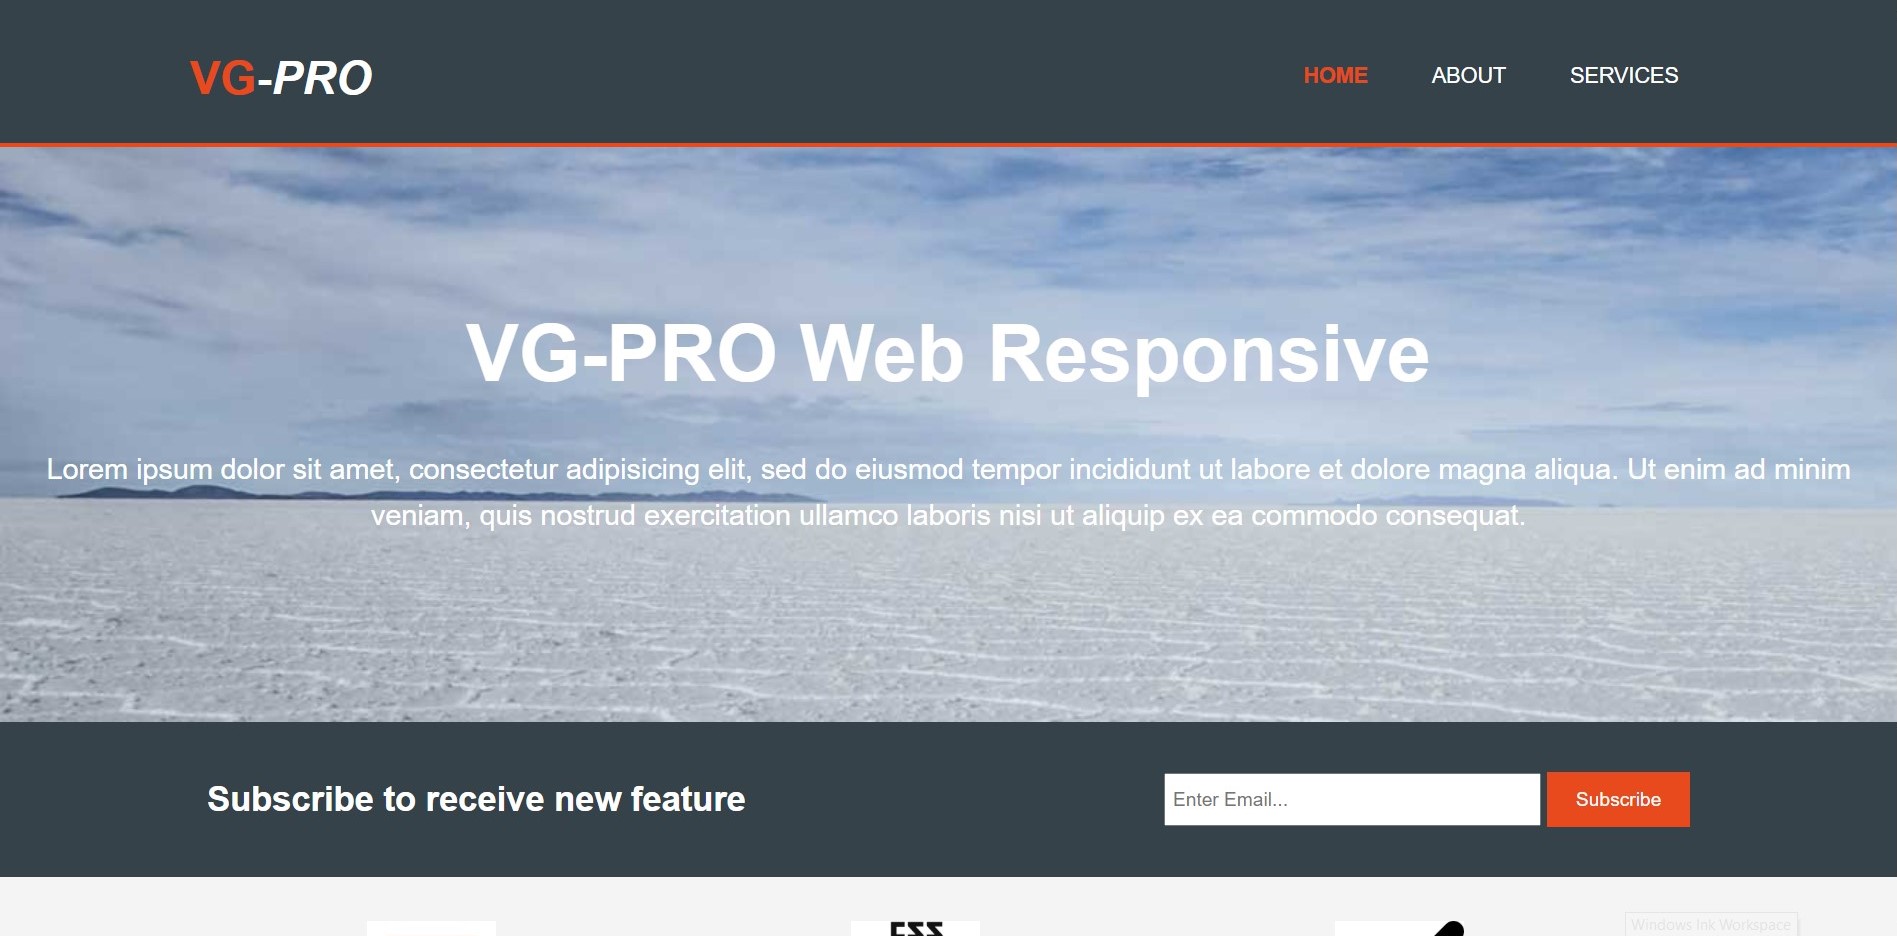 VG-PRO
HOME ABOUT SERVICES
VG-PRO Web Responsive
Lorem ipsum dolor sit amet, consectetur adipisicing elit, sed do eiusmod tempor incididunt ut labore et dolore magna aliqua. Ut enim ad minim
veniam, quis nostrud exercitation ullamco laboris nisi ut aliquip ex ea commodo consequat.
Subscribe to receive new feature
Enter Email... Subscribe
Windows Ink Workspace